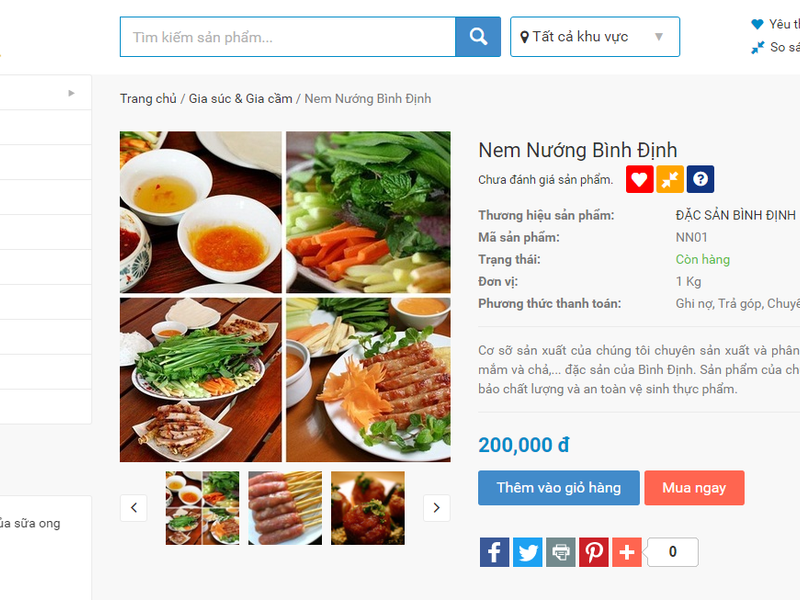 Tìm kiếm sản phẩm...
Tất cả khu vực
Yêu th
So sá
Trang chủ / Gia súc & Gia cầm / Nem Nướng Bình Định
Nem Nướng Bình Định
Chưa đánh giá sản phẩm.
Thương hiệu sản phẩm: ĐẶC SẢN BÌNH ĐỊNH
Mã sản phẩm: NN01
Trạng thái: Còn hàng
Đơn vị: 1 Kg
Phương thức thanh toán: Ghi nợ, Trả góp, Chuyể
Cơ sỡ sản xuất của chúng tôi chuyên sản xuất và phân
mắm và chả,... đặc sản của Bình Định. Sản phẩm của ch
bảo chất lượng và an toàn vệ sinh thực phẩm.
200,000 đ
Thêm vào giỏ hàng
Mua ngay
ủa sữa ong
0